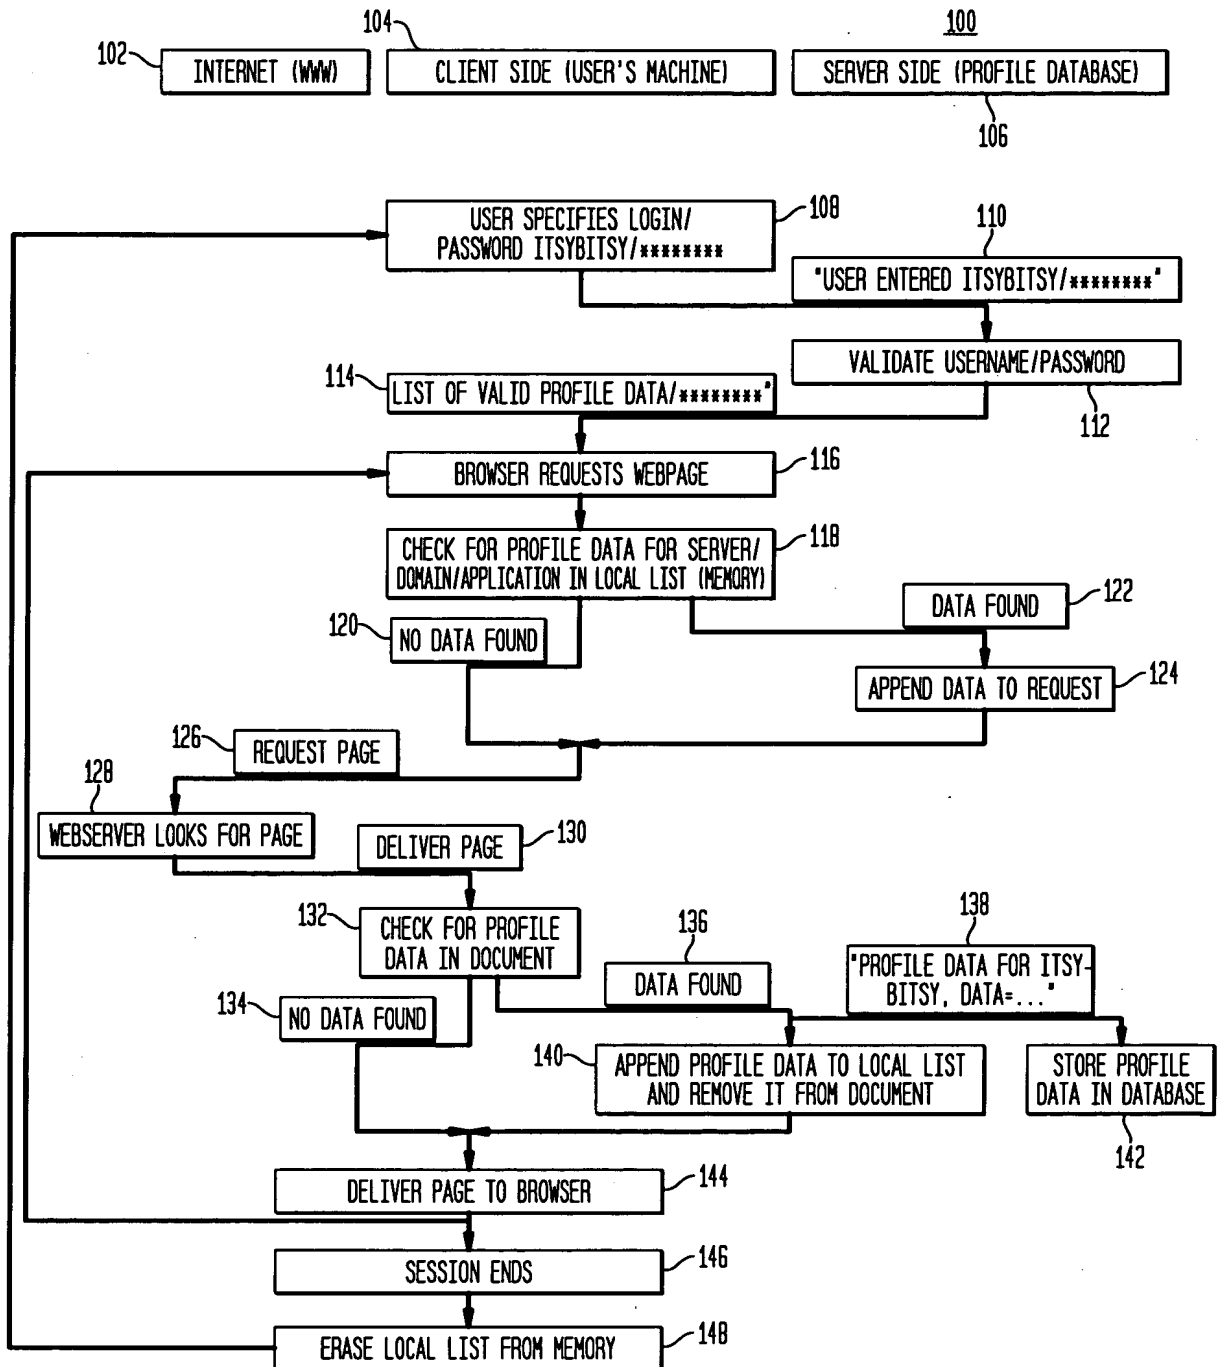 100
104
102
INTERNET (WWW)
CLIENT SIDE (USER'S MACHINE)
SERVER SIDE (PROFILE DATABASE)
106
USER SPECIFIES LOGIN/
PASSWORD ITSYBITSY/********
108
110
"USER ENTERED ITSYBITSY/********"
VALIDATE USERNAME/PASSWORD
112
114
LIST OF VALID PROFILE DATA/********"
BROWSER REQUESTS WEBPAGE
116
CHECK FOR PROFILE DATA FOR SERVER/
DOMAIN/APPLICATION IN LOCAL LIST (MEMORY)
118
120
NO DATA FOUND
DATA FOUND
122
APPEND DATA TO REQUEST
124
126
REQUEST PAGE
128
WEBSERVER LOOKS FOR PAGE
DELIVER PAGE
130
132
CHECK FOR PROFILE
DATA IN DOCUMENT
134
NO DATA FOUND
136
DATA FOUND
138
"PROFILE DATA FOR ITSY-
BITSY, DATA=..."
140
APPEND PROFILE DATA TO LOCAL LIST
AND REMOVE IT FROM DOCUMENT
STORE PROFILE
DATA IN DATABASE
142
DELIVER PAGE TO BROWSER
144
SESSION ENDS
146
ERASE LOCAL LIST FROM MEMORY
148